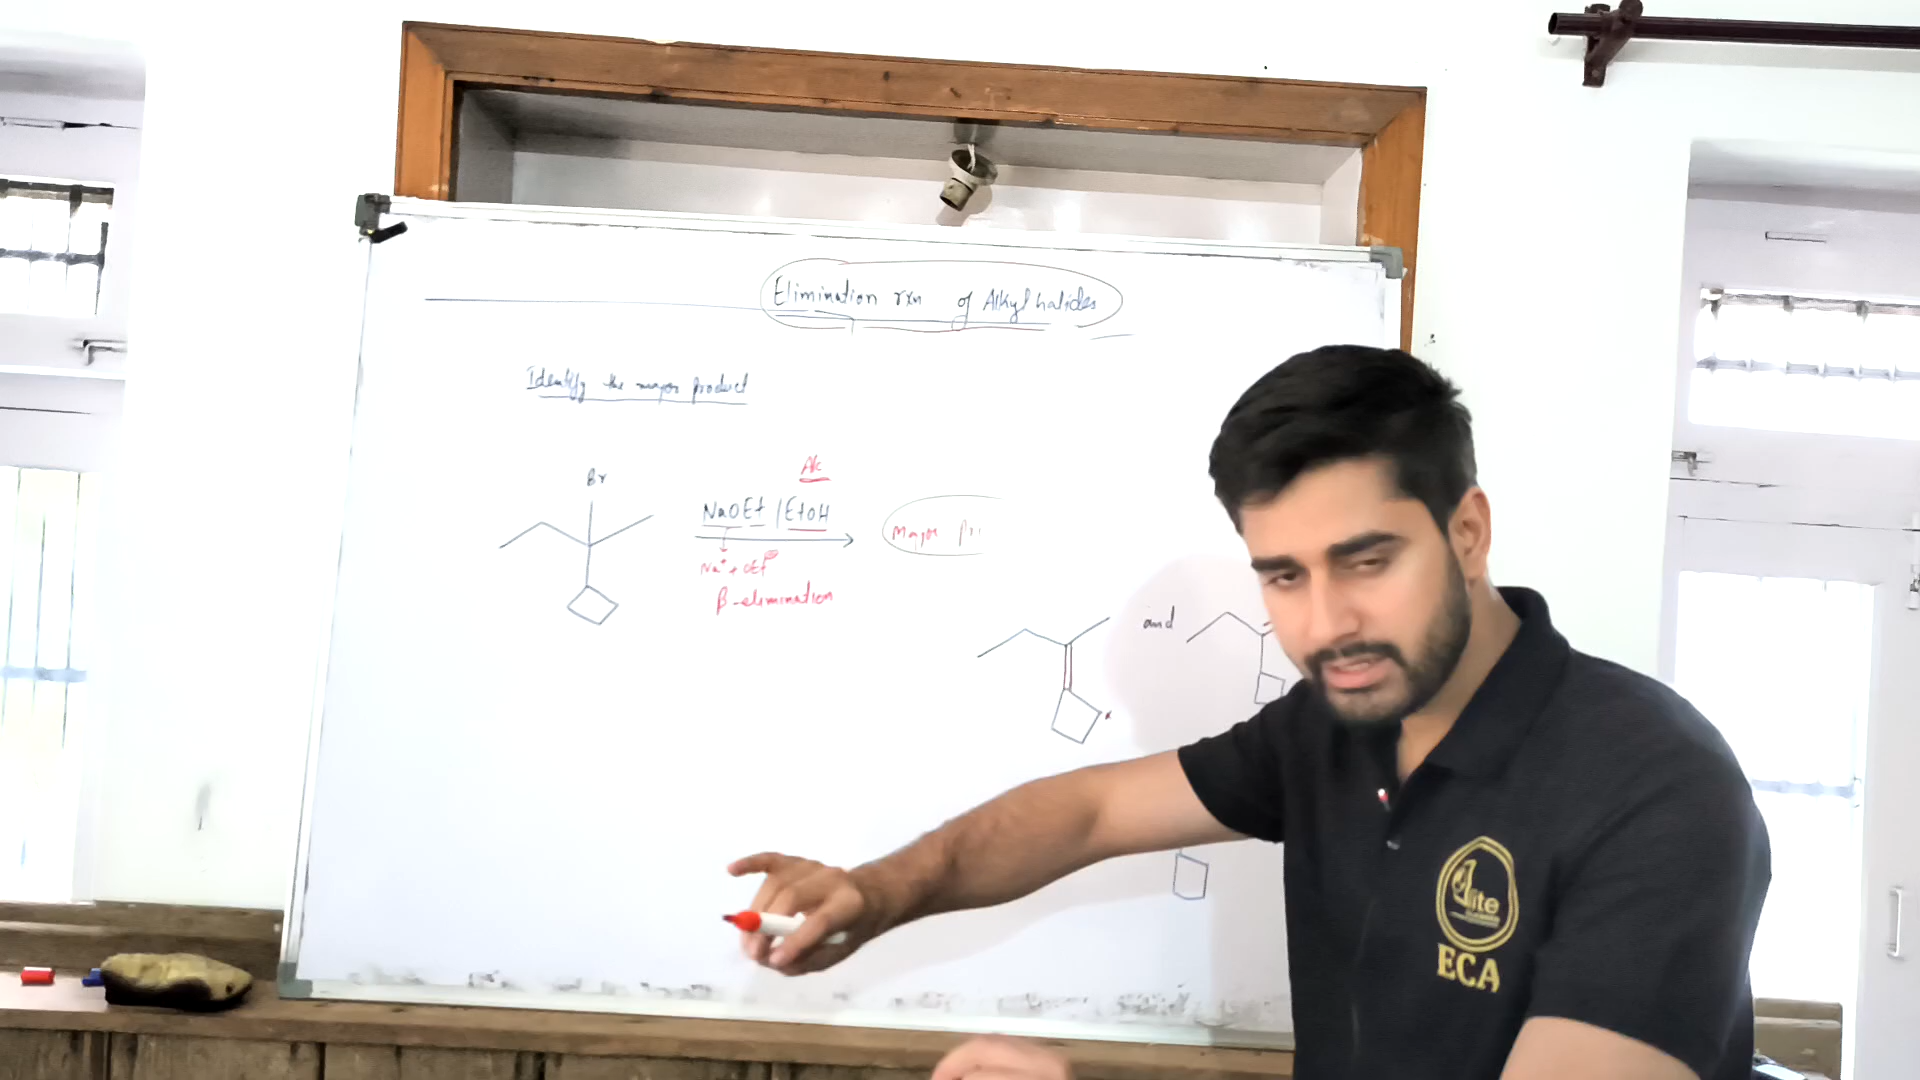 Elimination rxn of Alkyl halides
Identify the major product
Br
Alc
NaOEt / EtOH
Na⁺ + OEt⊖
β-elimination
Major pr
and
*
Elite
ECA